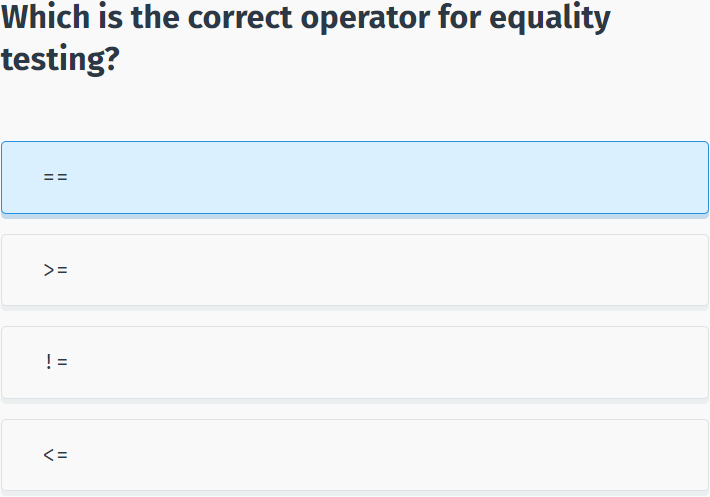 Which is the correct operator for equality
testing?
==
>=
!=
<=